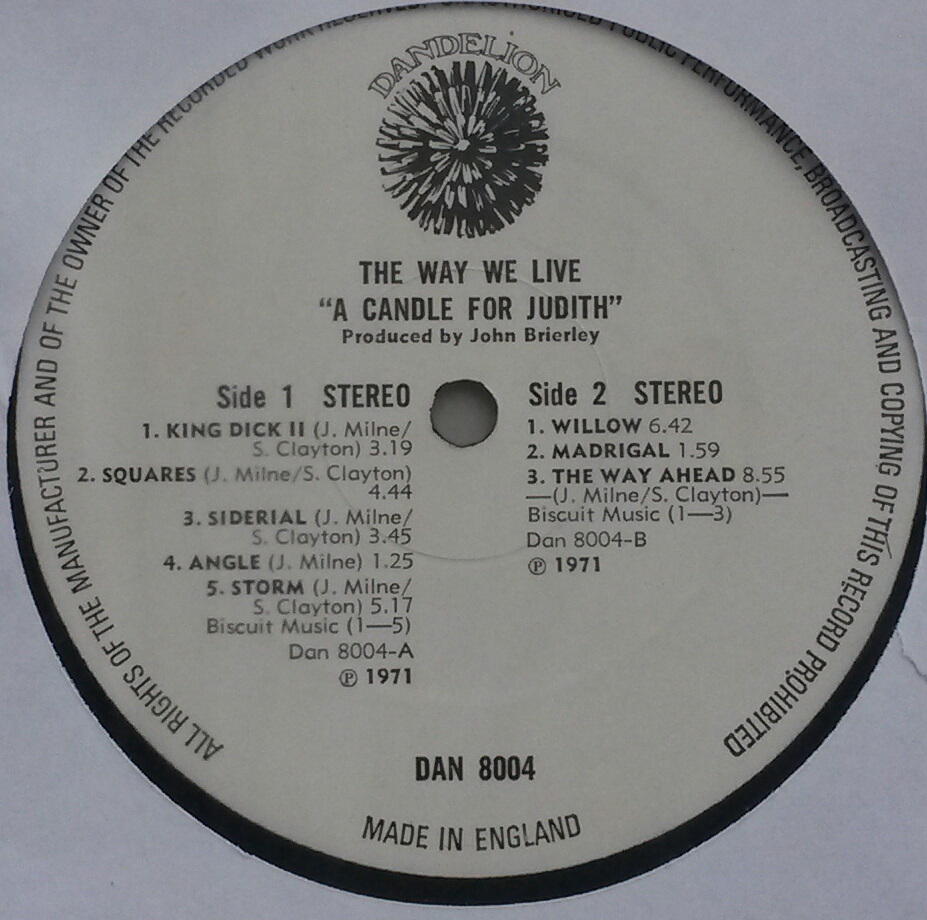 DANDELION
THE WAY WE LIVE
“A CANDLE FOR JUDITH”
Produced by John Brierley
Side 1 STEREO
1. KING DICK II (J. Milne/
S. Clayton) 3.19
2. SQUARES (J. Milne/S. Clayton)
4.44
3. SIDERIAL (J. Milne/
S. Clayton) 3.45
4. ANGLE (J. Milne) 1.25
5. STORM (J. Milne/
S. Clayton) 5.17
Biscuit Music (1—5)
Dan 8004-A
℗ 1971
Side 2 STEREO
1. WILLOW 6.42
2. MADRIGAL 1.59
3. THE WAY AHEAD 8.55
—(J. Milne/S. Clayton)—
Biscuit Music (1—3)
Dan 8004-B
℗ 1971
DAN 8004
MADE IN ENGLAND
ALL RIGHTS OF THE MANUFACTURER AND OF THE OWNER OF THE RECORDED WORK RESERVED. UNAUTHORISED PUBLIC PERFORMANCE, BROADCASTING AND COPYING OF THIS RECORD PROHIBITED